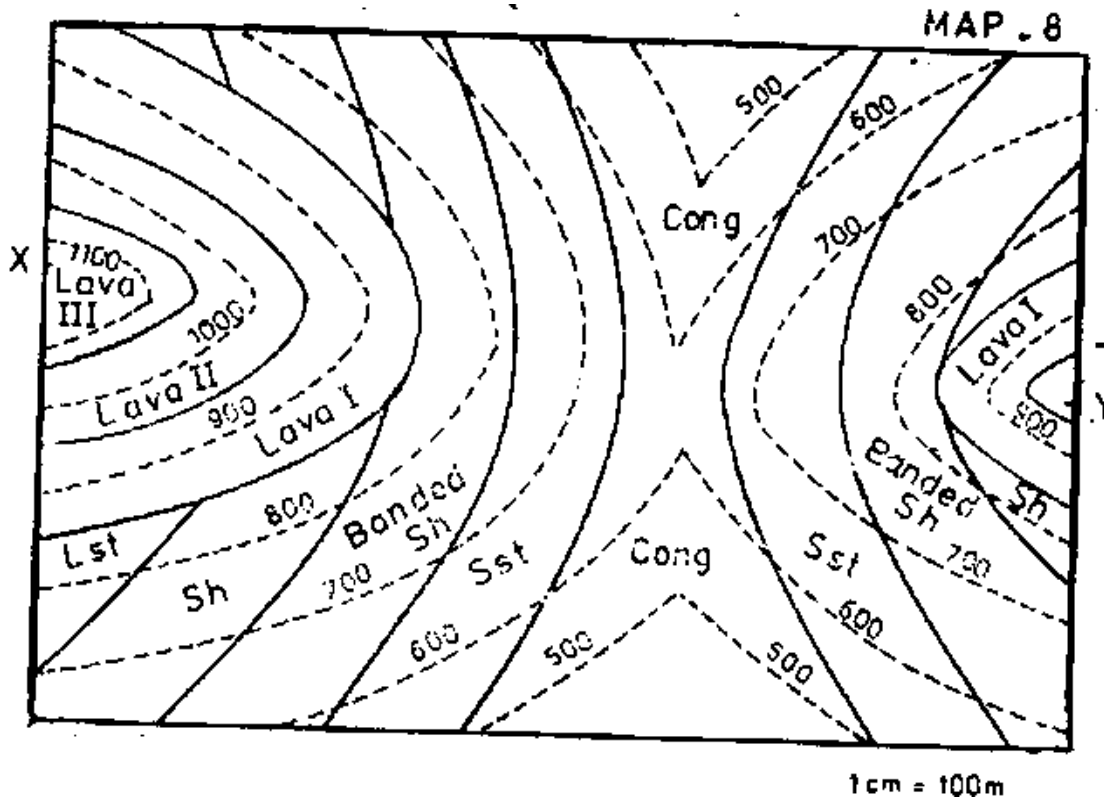 MAP - 8
500
600
Cong
700
X
1100
Lava
III
800
1000
Lava I
Lava II
900
Lava I
Y
800
Banded
Sh
Banded
Sh
800
Sh
Lst
Sh
700
Sst
Cong
Sst
700
600
500
500
600
1cm = 100m